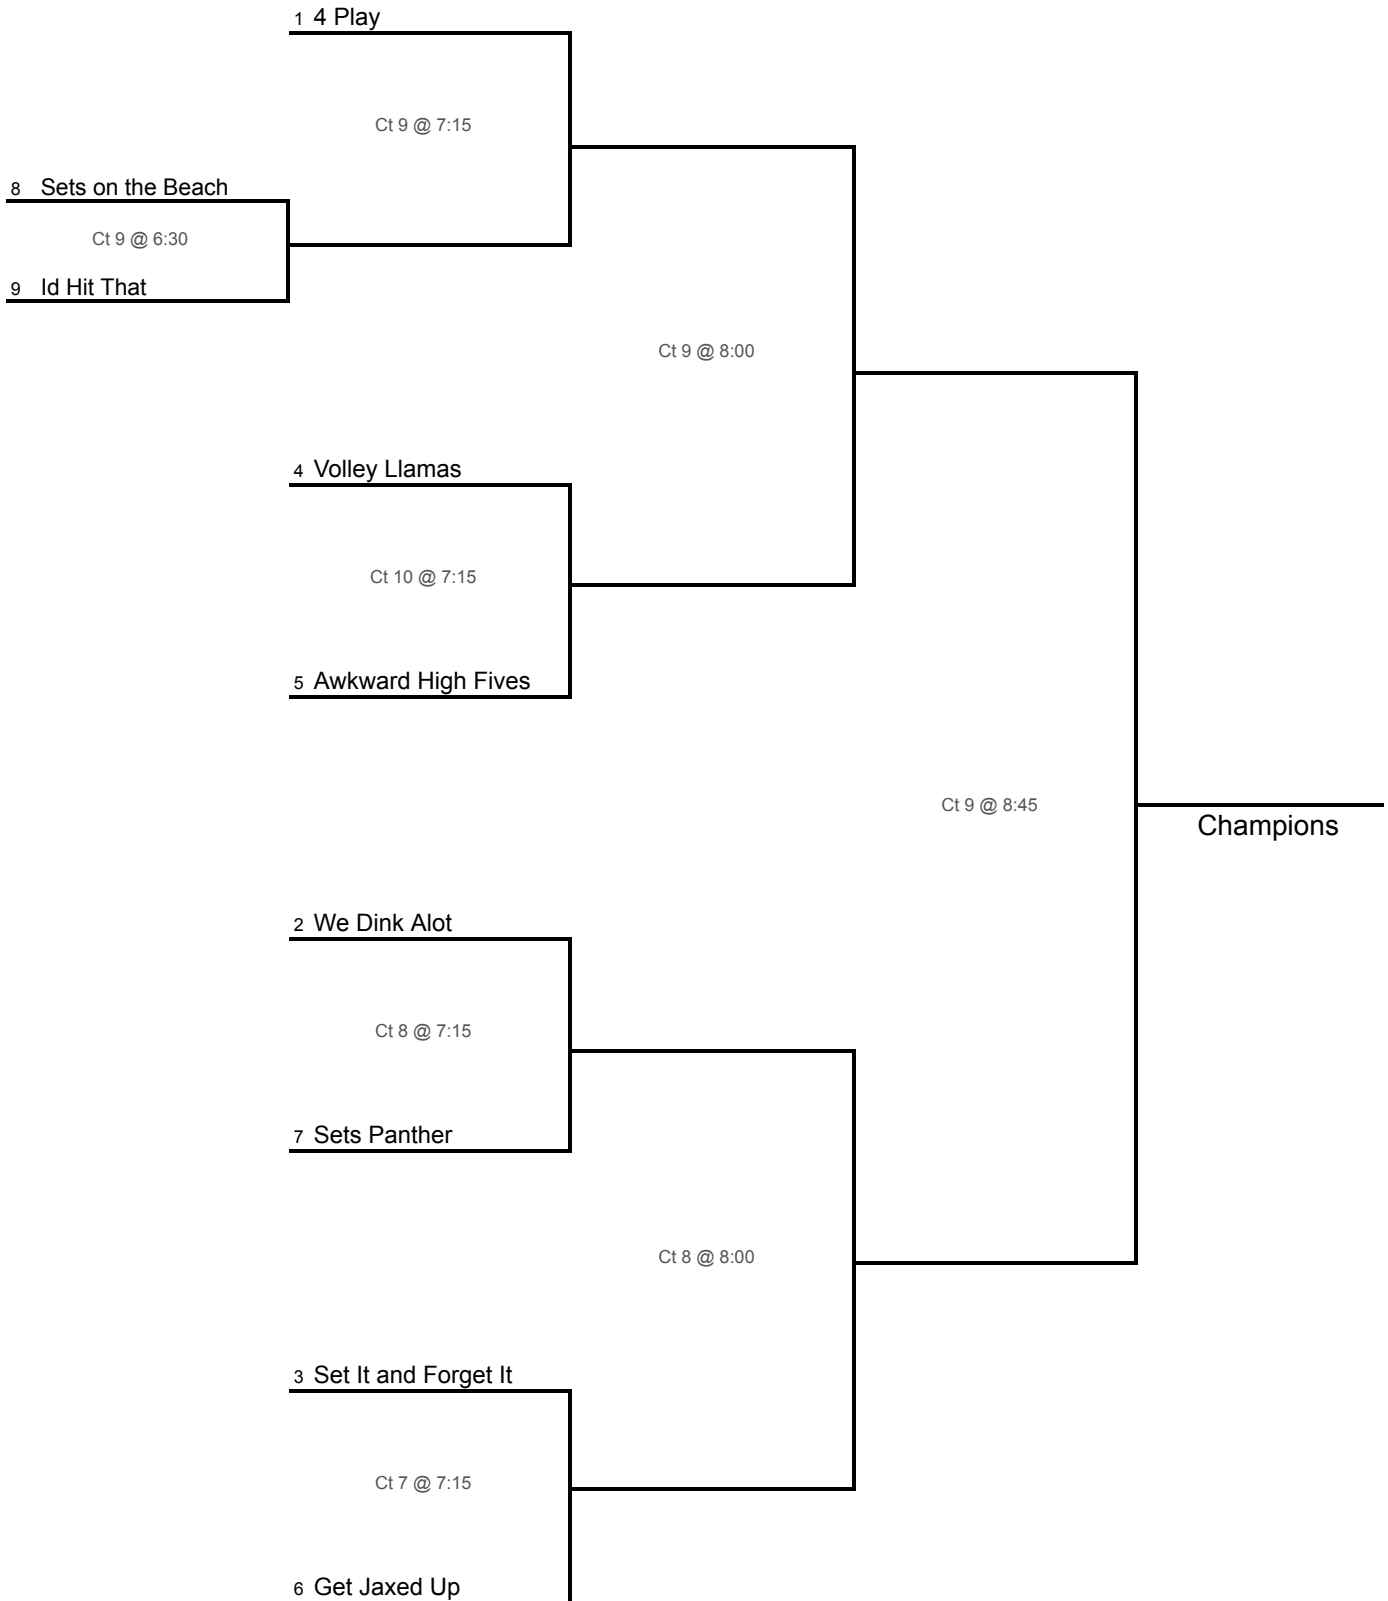 1 4 Play
Ct 9 @ 7:15
8 Sets on the Beach
Ct 9 @ 6:30
9 Id Hit That
Ct 9 @ 8:00
4 Volley Llamas
Ct 10 @ 7:15
5 Awkward High Fives
Ct 9 @ 8:45
Champions
2 We Dink Alot
Ct 8 @ 7:15
7 Sets Panther
Ct 8 @ 8:00
3 Set It and Forget It
Ct 7 @ 7:15
6 Get Jaxed Up